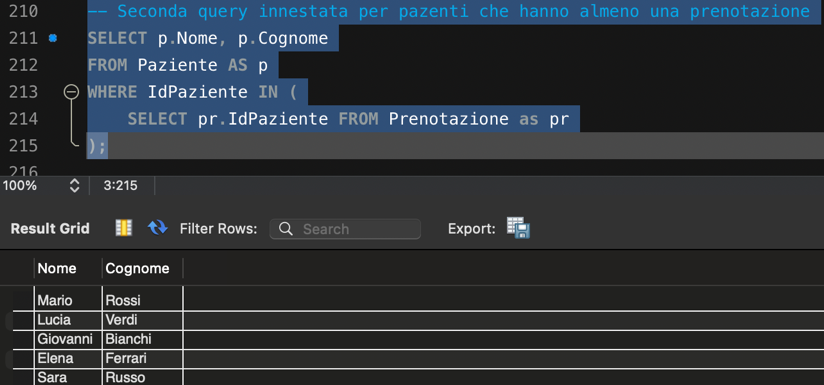 210 -- Seconda query innestata per pazenti che hanno almeno una prenotazione
211 SELECT p.Nome, p.Cognome
212 FROM Paziente AS p
213 WHERE IdPaziente IN (
214 SELECT pr.IdPaziente FROM Prenotazione as pr
215 );
216
100% 3:215
Result Grid Filter Rows: Search Export:
Nome Cognome
Mario Rossi
Lucia Verdi
Giovanni Bianchi
Elena Ferrari
Sara Russo